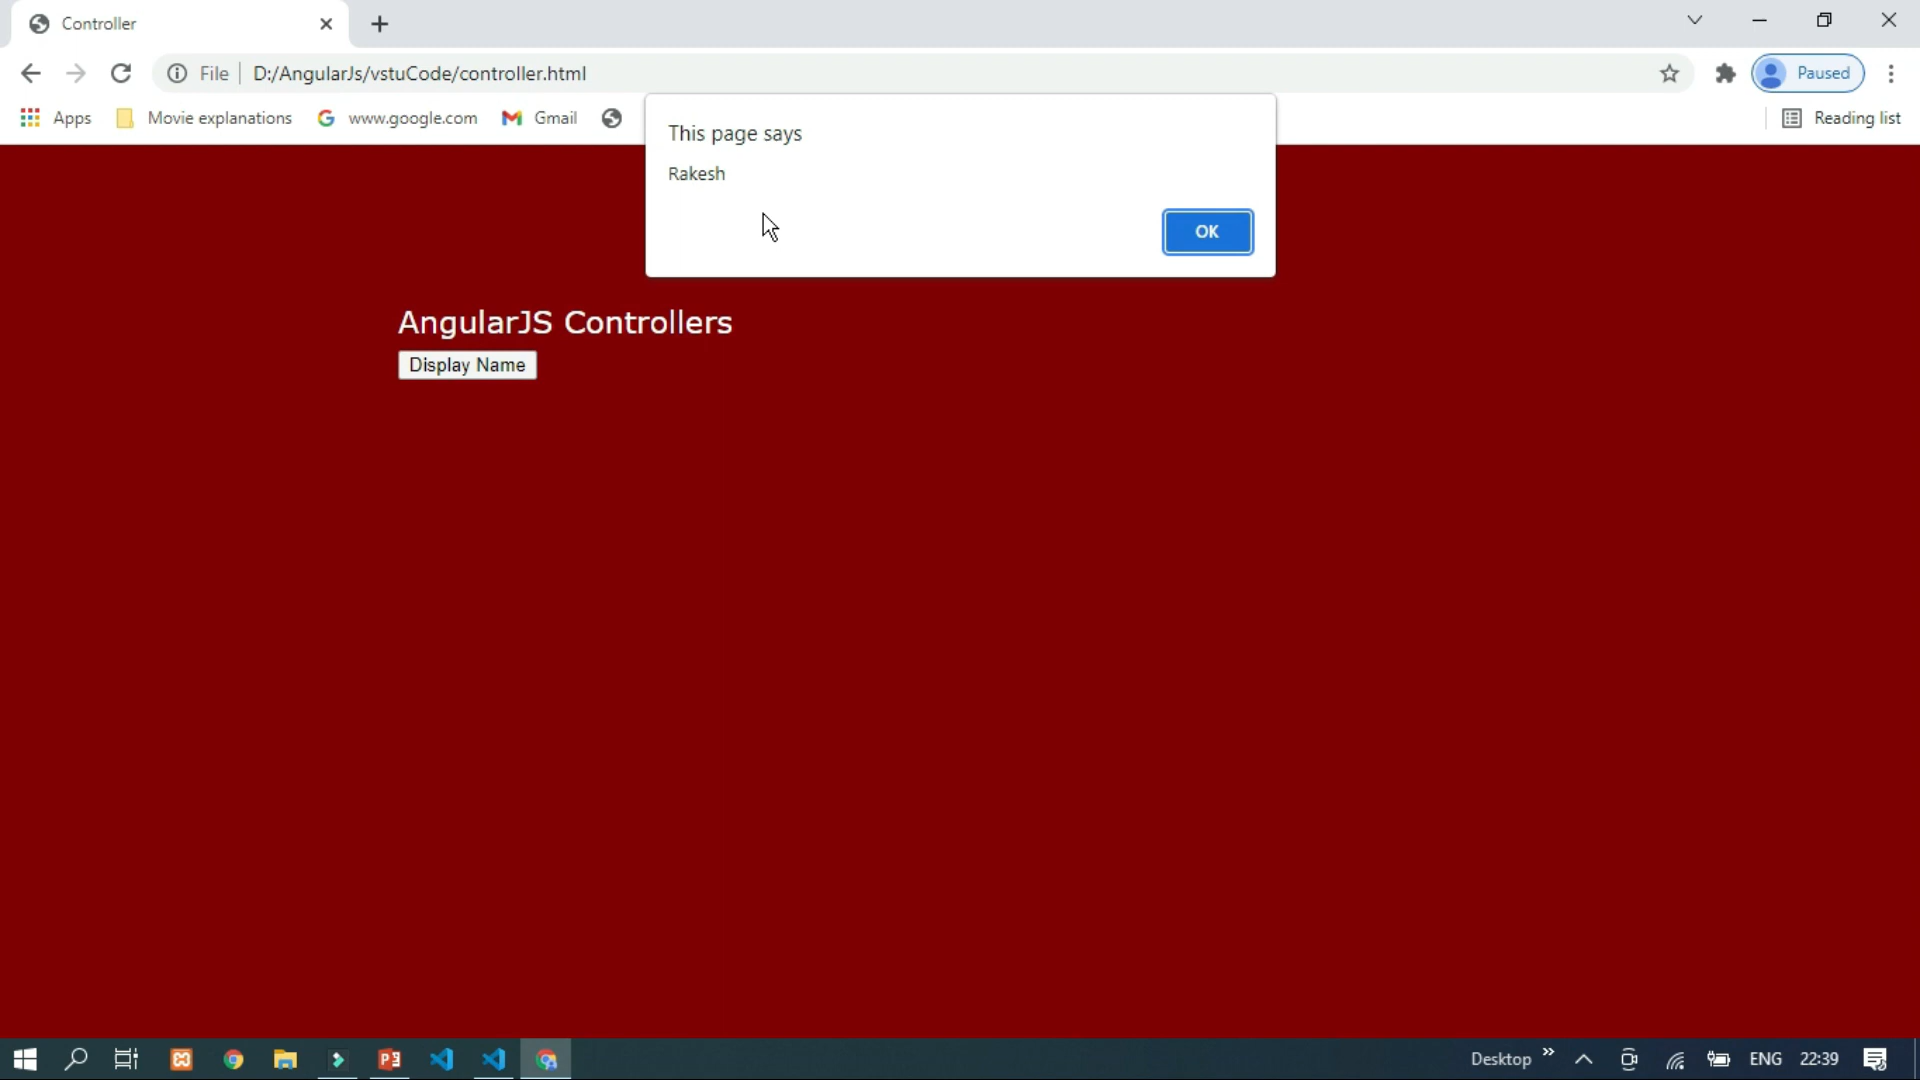 Controller
File D:/AngularJs/vstuCode/controller.html
Paused
Apps Movie explanations www.google.com Gmail Reading list
This page says
Rakesh
OK
AngularJS Controllers
Display Name
Desktop ENG 22:39